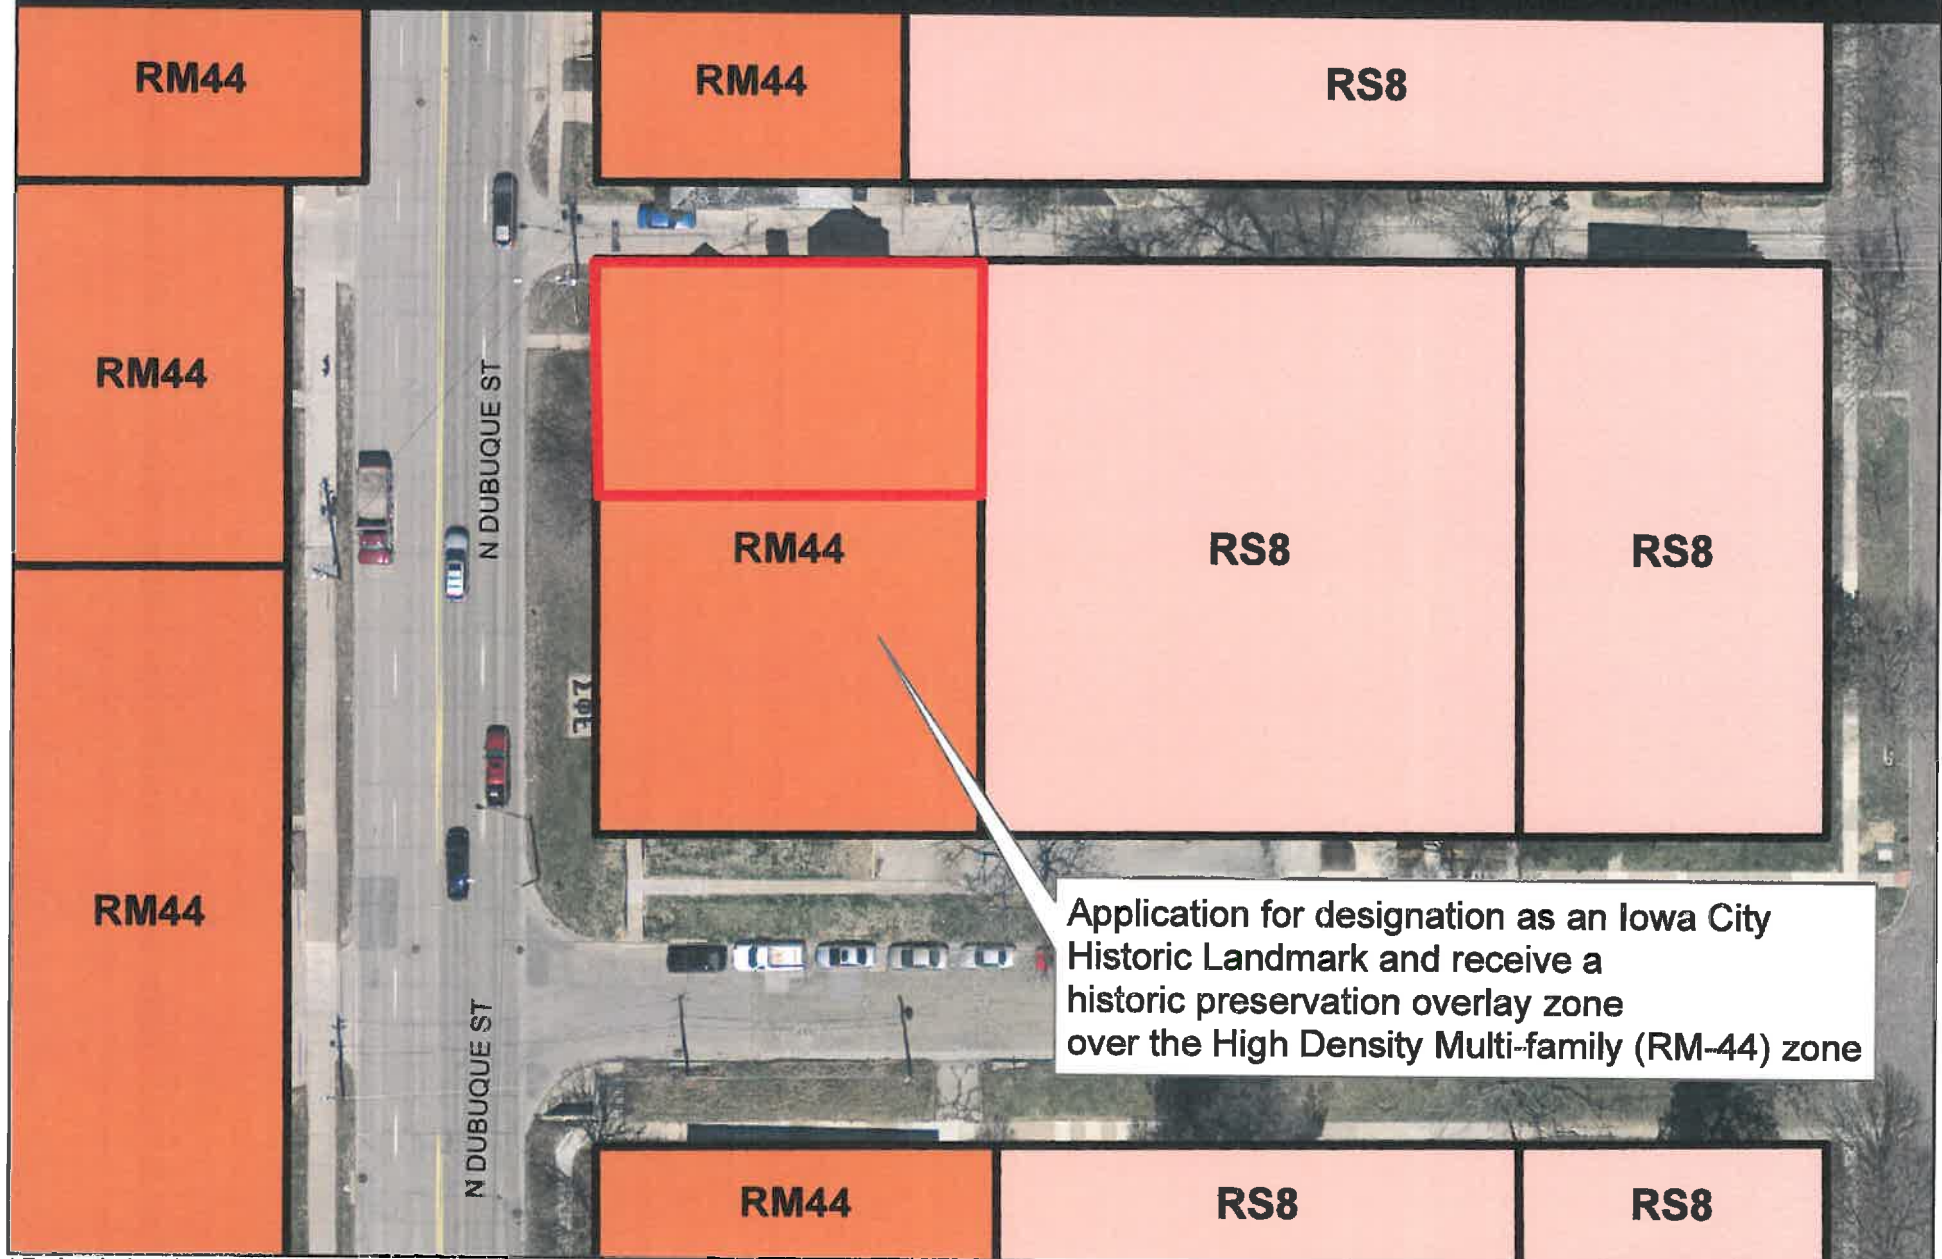 RM44
RM44
RS8
RM44
N DUBUQUE ST
RM44
RS8
RS8
ΣΦΕ
RM44
Application for designation as an Iowa City
Historic Landmark and receive a
historic preservation overlay zone
over the High Density Multi-family (RM-44) zone
N DUBUQUE ST
RM44
RS8
RS8